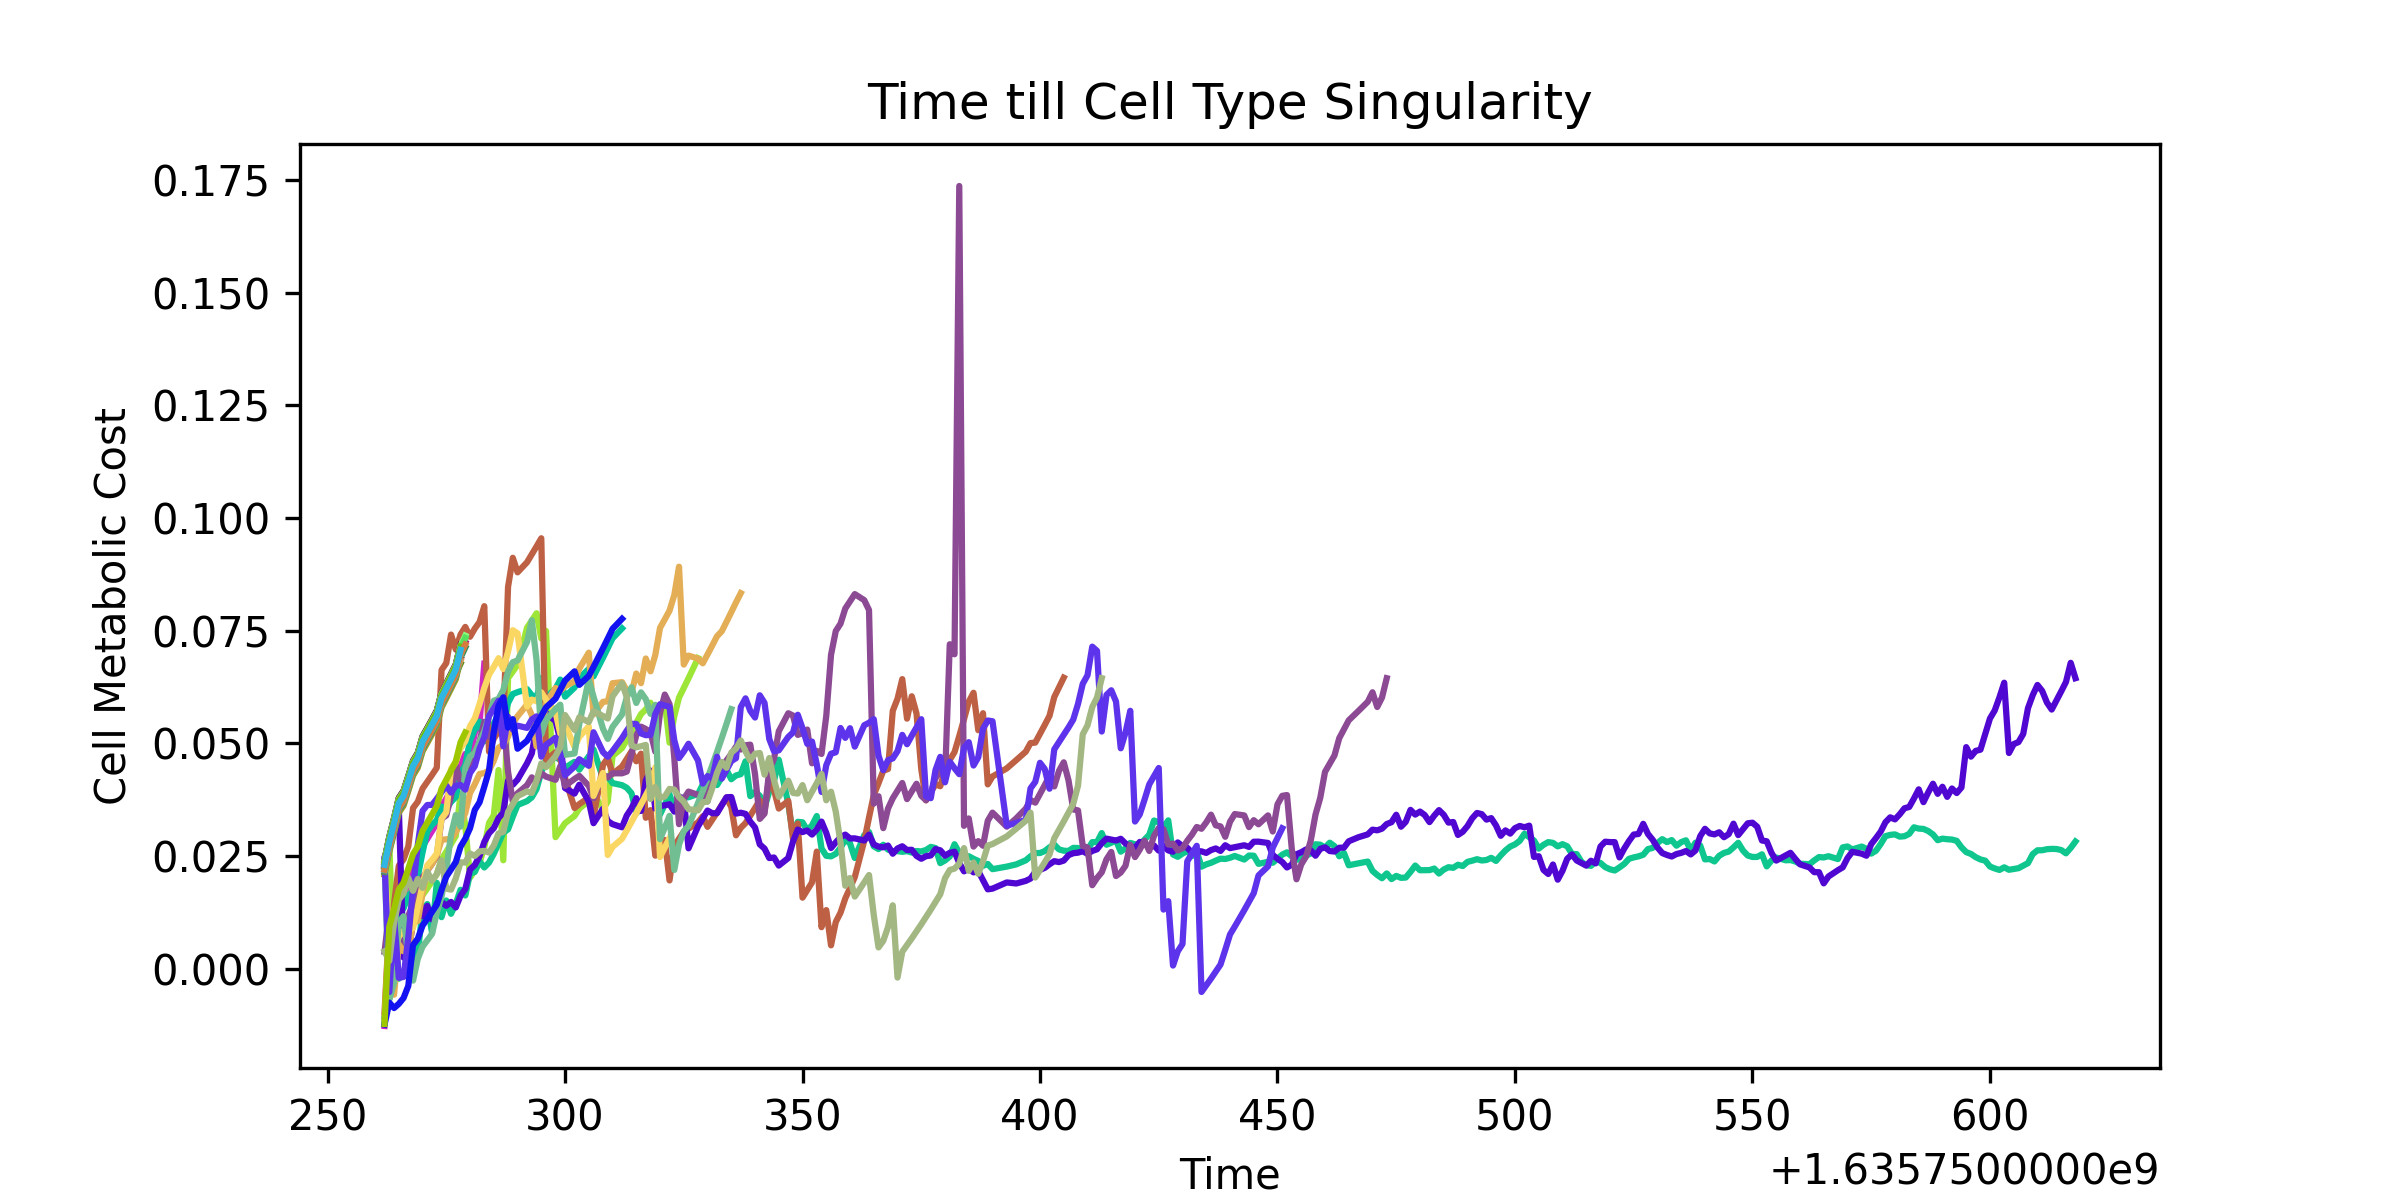 Time till Cell Type Singularity
Cell Metabolic Cost
0.175
0.150
0.125
0.100
0.075
0.050
0.025
0.000
250 300 350 400 450 500 550 600
Time
+1.6357500000e9